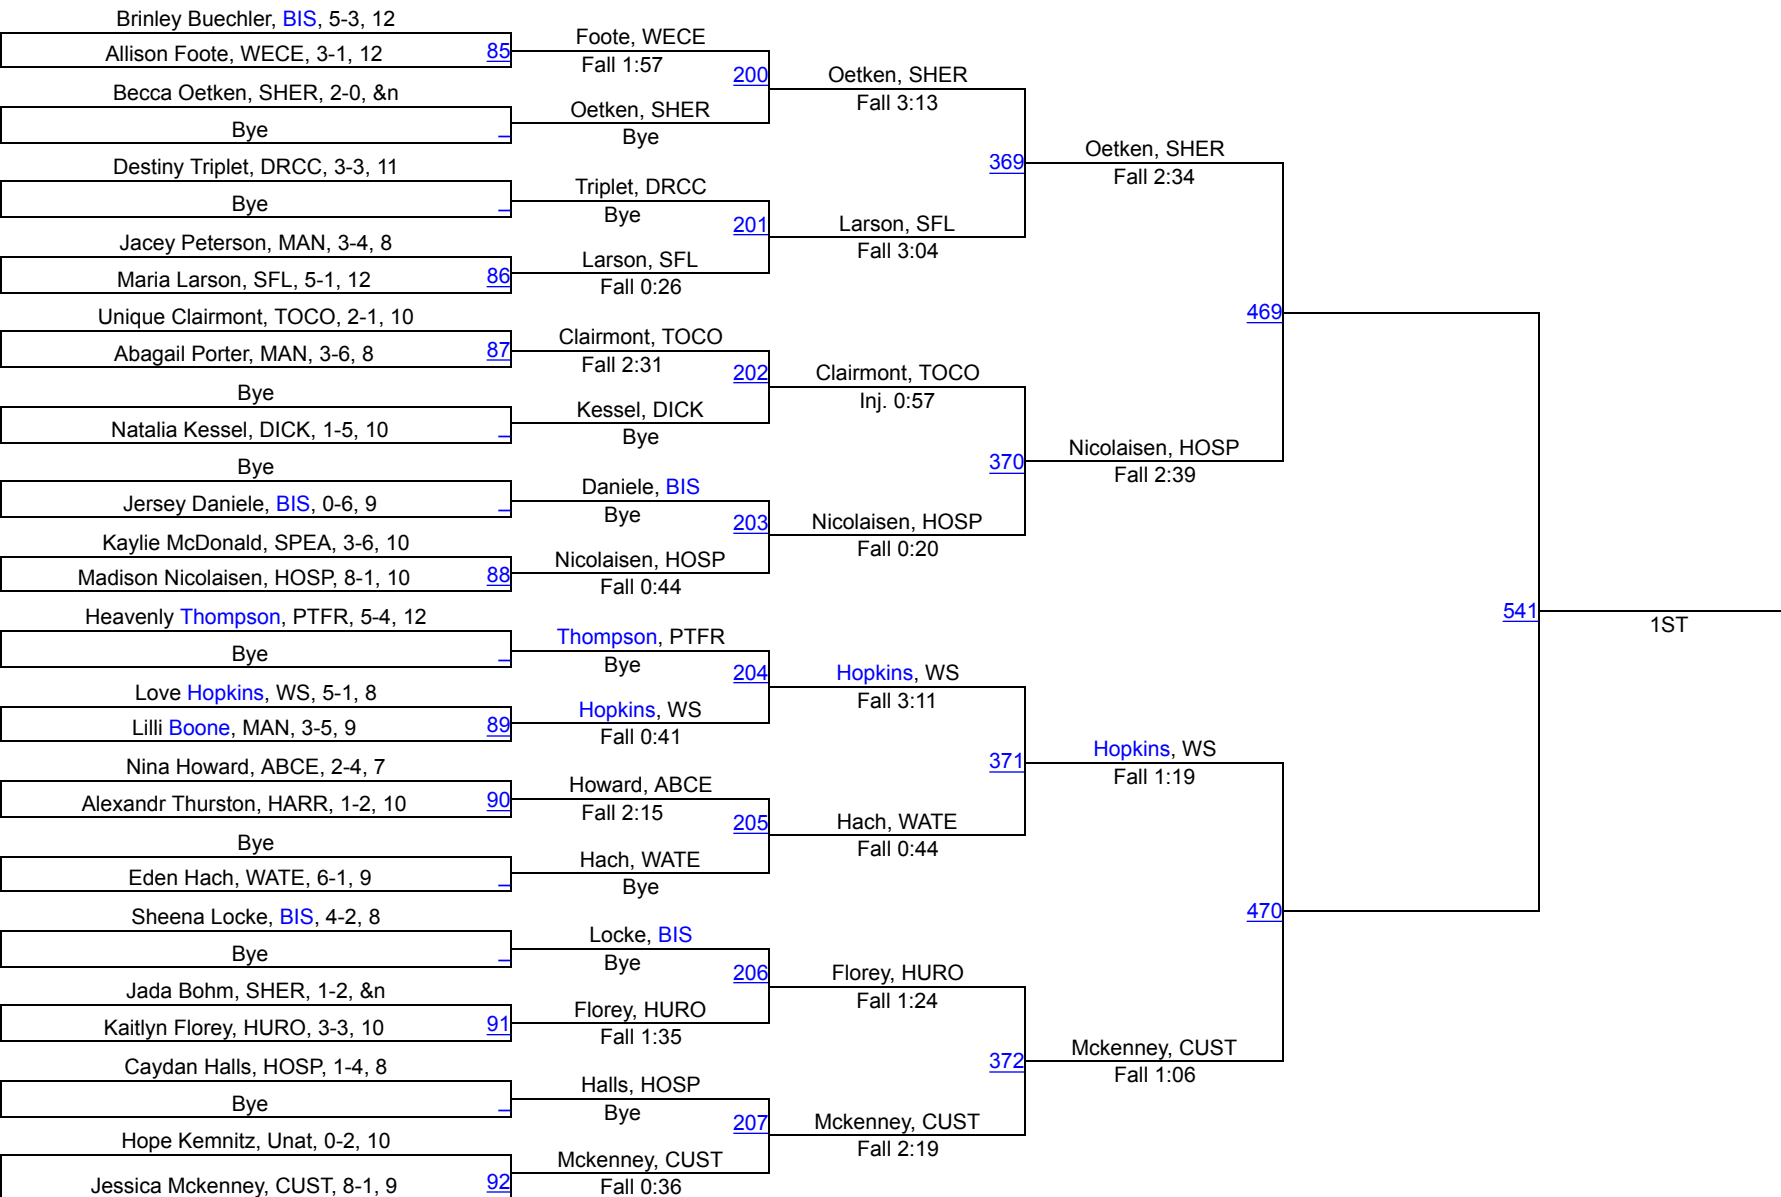 Brinley Buechler, BIS, 5-3, 12
Allison Foote, WECE, 3-1, 12
85
Becca Oetken, SHER, 2-0, &n
Bye
Destiny Triplet, DRCC, 3-3, 11
Bye
Jacey Peterson, MAN, 3-4, 8
Maria Larson, SFL, 5-1, 12
86
Unique Clairmont, TOCO, 2-1, 10
Abagail Porter, MAN, 3-6, 8
87
Bye
Natalia Kessel, DICK, 1-5, 10
Bye
Jersey Daniele, BIS, 0-6, 9
Kaylie McDonald, SPEA, 3-6, 10
Madison Nicolaisen, HOSP, 8-1, 10
88
Heavenly Thompson, PTFR, 5-4, 12
Bye
Love Hopkins, WS, 5-1, 8
Lilli Boone, MAN, 3-5, 9
89
Nina Howard, ABCE, 2-4, 7
Alexandr Thurston, HARR, 1-2, 10
90
Bye
Eden Hach, WATE, 6-1, 9
Sheena Locke, BIS, 4-2, 8
Bye
Jada Bohm, SHER, 1-2, &n
Kaitlyn Florey, HURO, 3-3, 10
91
Caydan Halls, HOSP, 1-4, 8
Bye
Hope Kemnitz, Unat, 0-2, 10
Jessica Mckenney, CUST, 8-1, 9
92
Foote, WECE
Fall 1:57
200
Oetken, SHER
Bye
Triplet, DRCC
Bye
201
Larson, SFL
Fall 0:26
Clairmont, TOCO
Fall 2:31
202
Kessel, DICK
Bye
Daniele, BIS
Bye
203
Nicolaisen, HOSP
Fall 0:44
Thompson, PTFR
Bye
204
Hopkins, WS
Fall 0:41
Howard, ABCE
Fall 2:15
205
Hach, WATE
Bye
Locke, BIS
Bye
206
Florey, HURO
Fall 1:35
Halls, HOSP
Bye
207
Mckenney, CUST
Fall 0:36
Oetken, SHER
Fall 3:13
369
Larson, SFL
Fall 3:04
Clairmont, TOCO
Inj. 0:57
370
Nicolaisen, HOSP
Fall 0:20
Hopkins, WS
Fall 3:11
371
Hach, WATE
Fall 0:44
Florey, HURO
Fall 1:24
372
Mckenney, CUST
Fall 2:19
Oetken, SHER
Fall 2:34
469
Nicolaisen, HOSP
Fall 2:39
Hopkins, WS
Fall 1:19
470
Mckenney, CUST
Fall 1:06
541
1ST